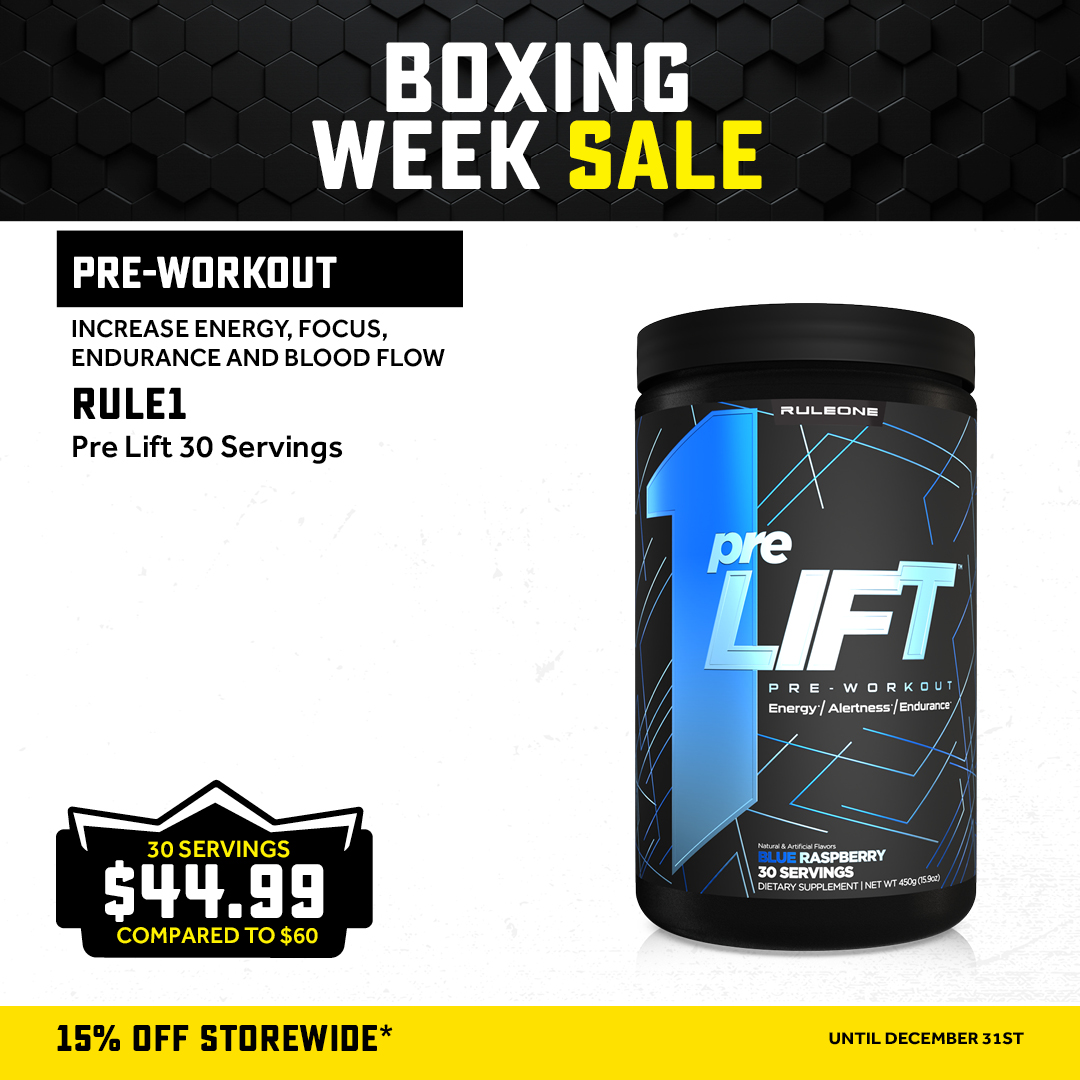 BOXING
WEEK SALE
PRE-WORKOUT
INCREASE ENERGY, FOCUS,
ENDURANCE AND BLOOD FLOW
RULE1
Pre Lift 30 Servings
RULEONE
1
pre
LIFT™
PRE-WORKOUT
Energy*/ Alertness*/ Endurance*
Natural & Artificial Flavors
BLUE RASPBERRY
30 SERVINGS
DIETARY SUPPLEMENT | NET WT 450g (15.9oz)
30 SERVINGS
$44.99
COMPARED TO $60
15% OFF STOREWIDE*
UNTIL DECEMBER 31ST